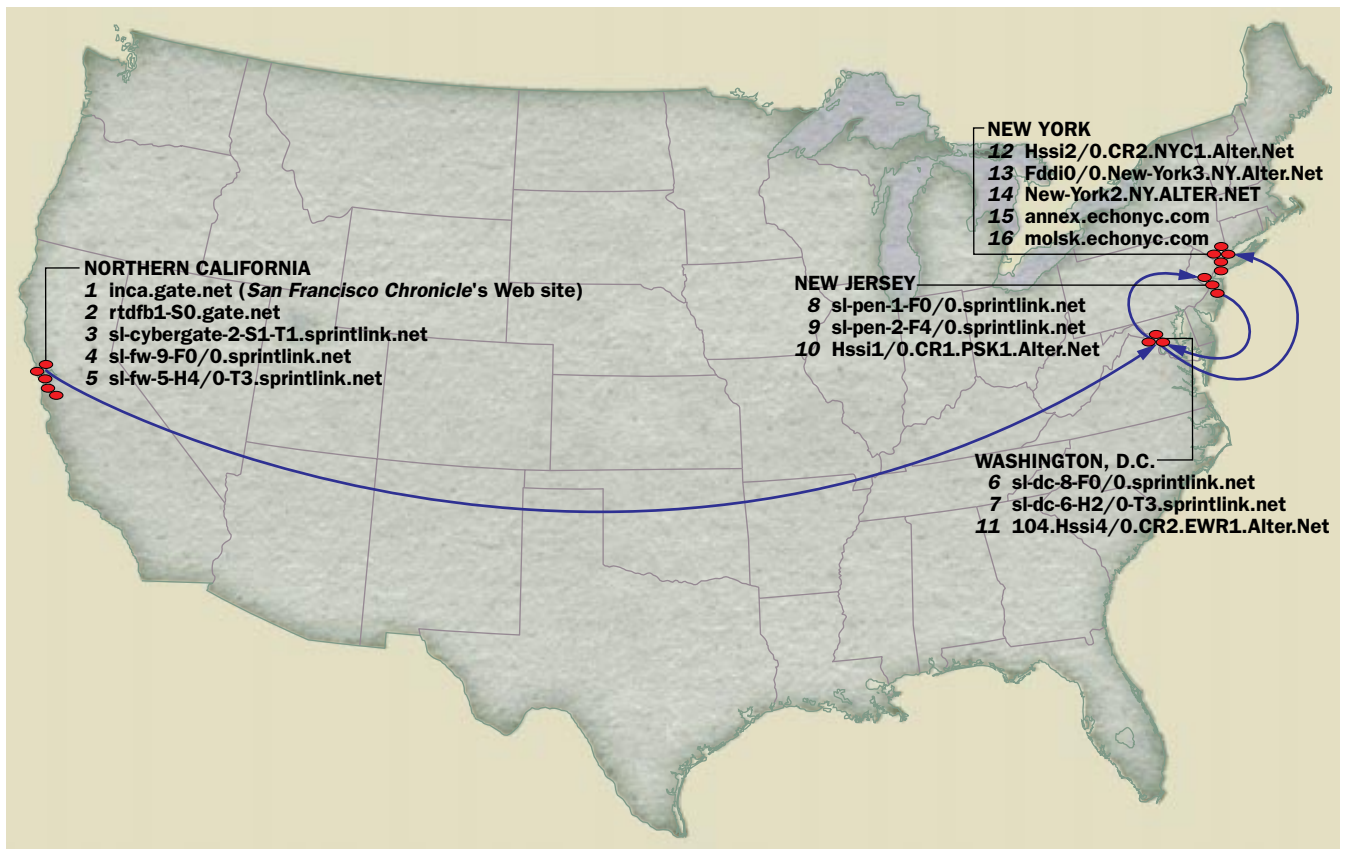 NORTHERN CALIFORNIA
1 inca.gate.net (San Francisco Chronicle's Web site)
2 rtdfb1-S0.gate.net
3 sl-cybergate-2-S1-T1.sprintlink.net
4 sl-fw-9-F0/0.sprintlink.net
5 sl-fw-5-H4/0-T3.sprintlink.net
NEW YORK
12 Hssi2/0.CR2.NYC1.Alter.Net
13 Fddi0/0.New-York3.NY.Alter.Net
14 New-York2.NY.ALTER.NET
15 annex.echonyc.com
16 molsk.echonyc.com
NEW JERSEY
8 sl-pen-1-F0/0.sprintlink.net
9 sl-pen-2-F4/0.sprintlink.net
10 Hssi1/0.CR1.PSK1.Alter.Net
WASHINGTON, D.C.
6 sl-dc-8-F0/0.sprintlink.net
7 sl-dc-6-H2/0-T3.sprintlink.net
11 104.Hssi4/0.CR2.EWR1.Alter.Net